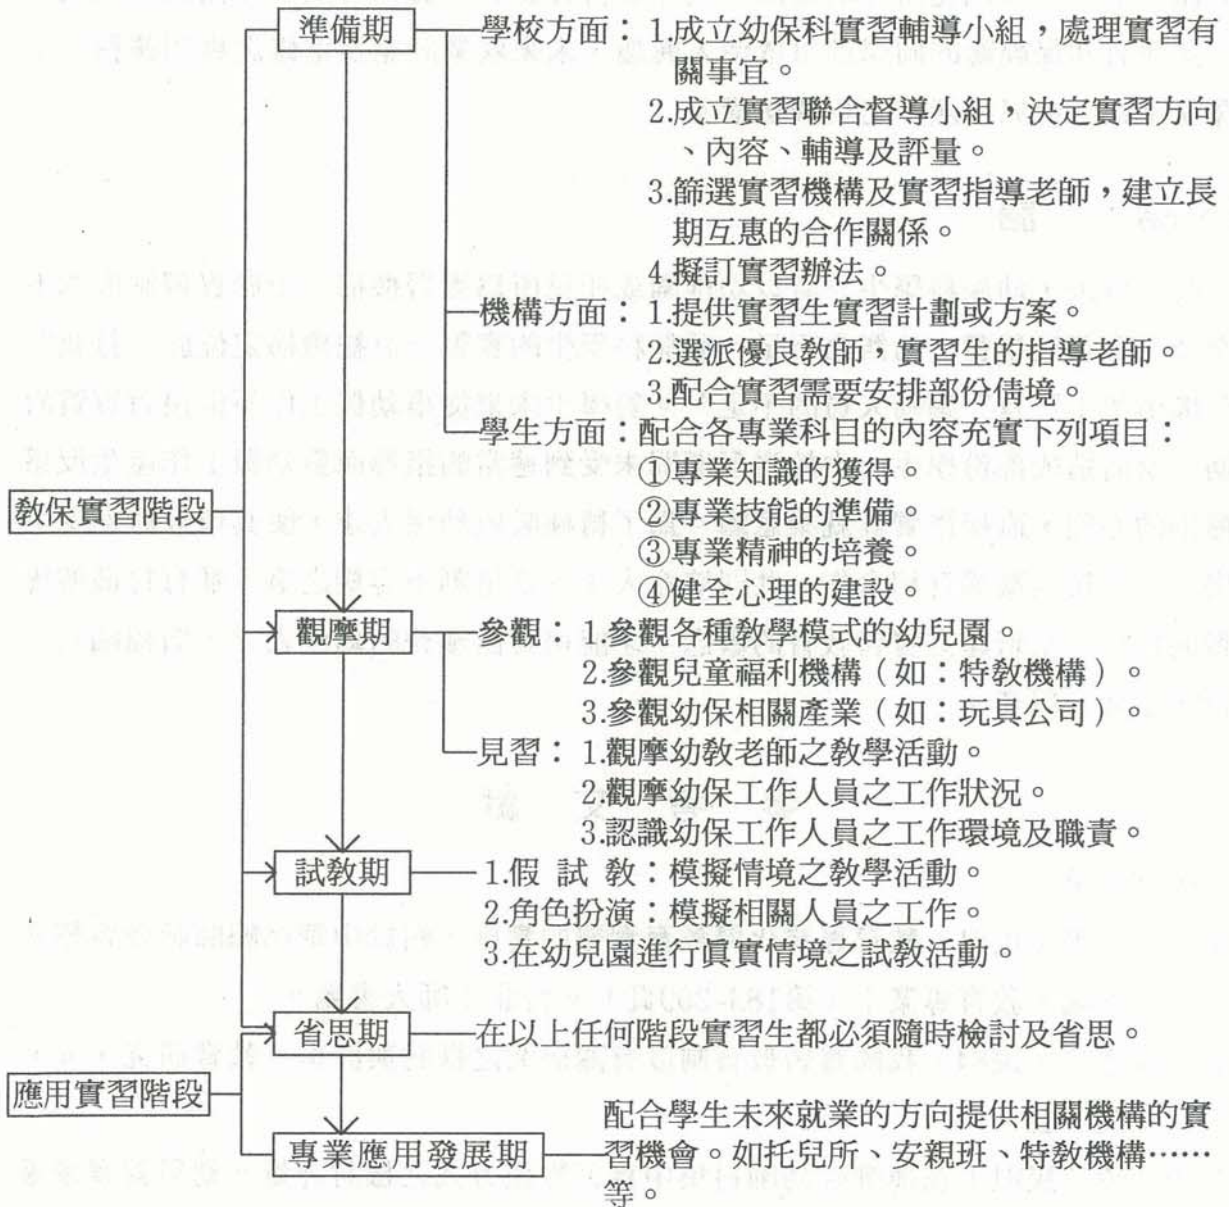 準備期
學校方面：1.成立幼保科實習輔導小組，處理實習有
關事宜。
2.成立實習聯合督導小組，決定實習方向
、內容、輔導及評量。
3.篩選實習機構及實習指導老師，建立長
期互惠的合作關係。
4.擬訂實習辦法。
機構方面：1.提供實習生實習計劃或方案。
2.選派優良教師，實習生的指導老師。
3.配合實習需要安排部份倩境。
學生方面：配合各專業科目的內容充實下列項目：
①專業知識的獲得。
②專業技能的準備。
③專業精神的培養。
④健全心理的建設。
教保實習階段
觀摩期
參觀：1.參觀各種教學模式的幼兒園。
2.參觀兒童福利機構（如：特教機構）。
3.參觀幼保相關產業（如：玩具公司）。
見習：1.觀摩幼教老師之教學活動。
2.觀摩幼保工作人員之工作狀況。
3.認識幼保工作人員之工作環境及職責。
試教期
1.假試教：模擬情境之教學活動。
2.角色扮演：模擬相關人員之工作。
3.在幼兒園進行真實情境之試教活動。
省思期
在以上任何階段實習生都必須隨時檢討及省思。
應用實習階段
專業應用發展期
配合學生未來就業的方向提供相關機構的實
習機會。如托兒所、安親班、特教機構……
等。